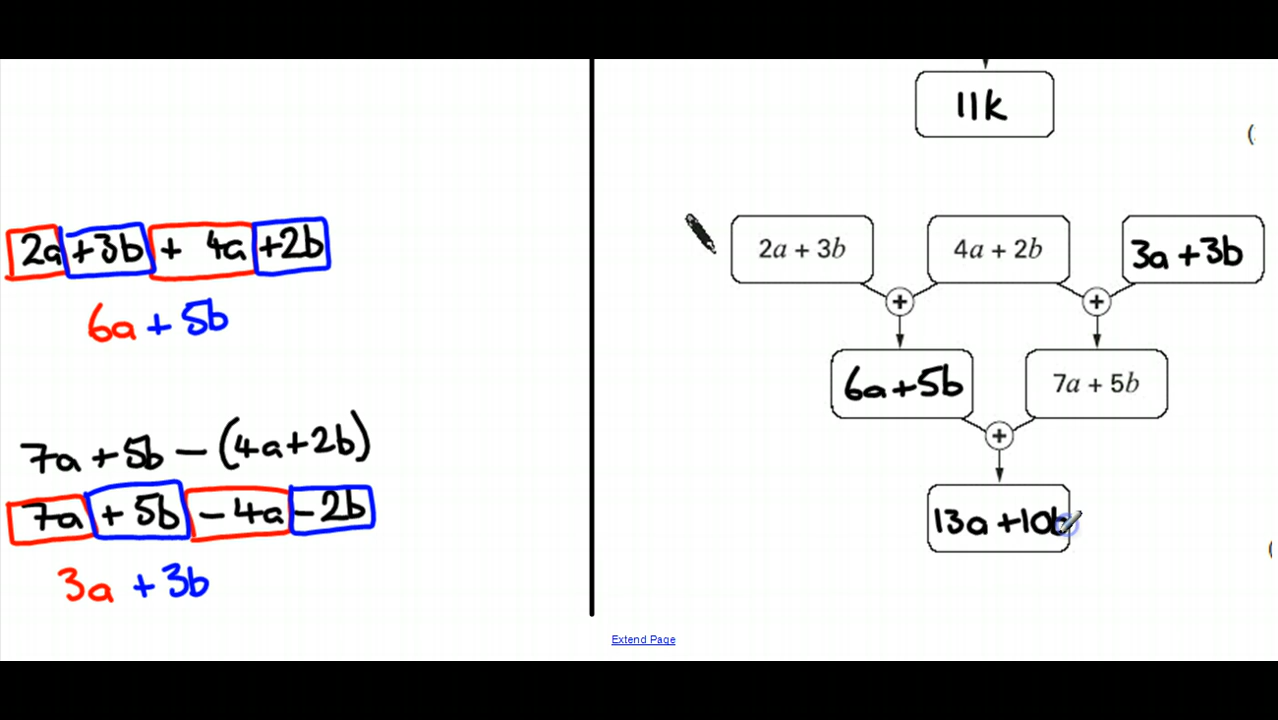 2a +3b + 4a +2b
6a + 5b
7a +5b − (4a+2b)
7a + 5b − 4a −2b
3a + 3b
11k
(
2a + 3b 4a + 2b 3a +3b
+ +
6a+5b 7a + 5b
+
13a +10b
(
Extend Page